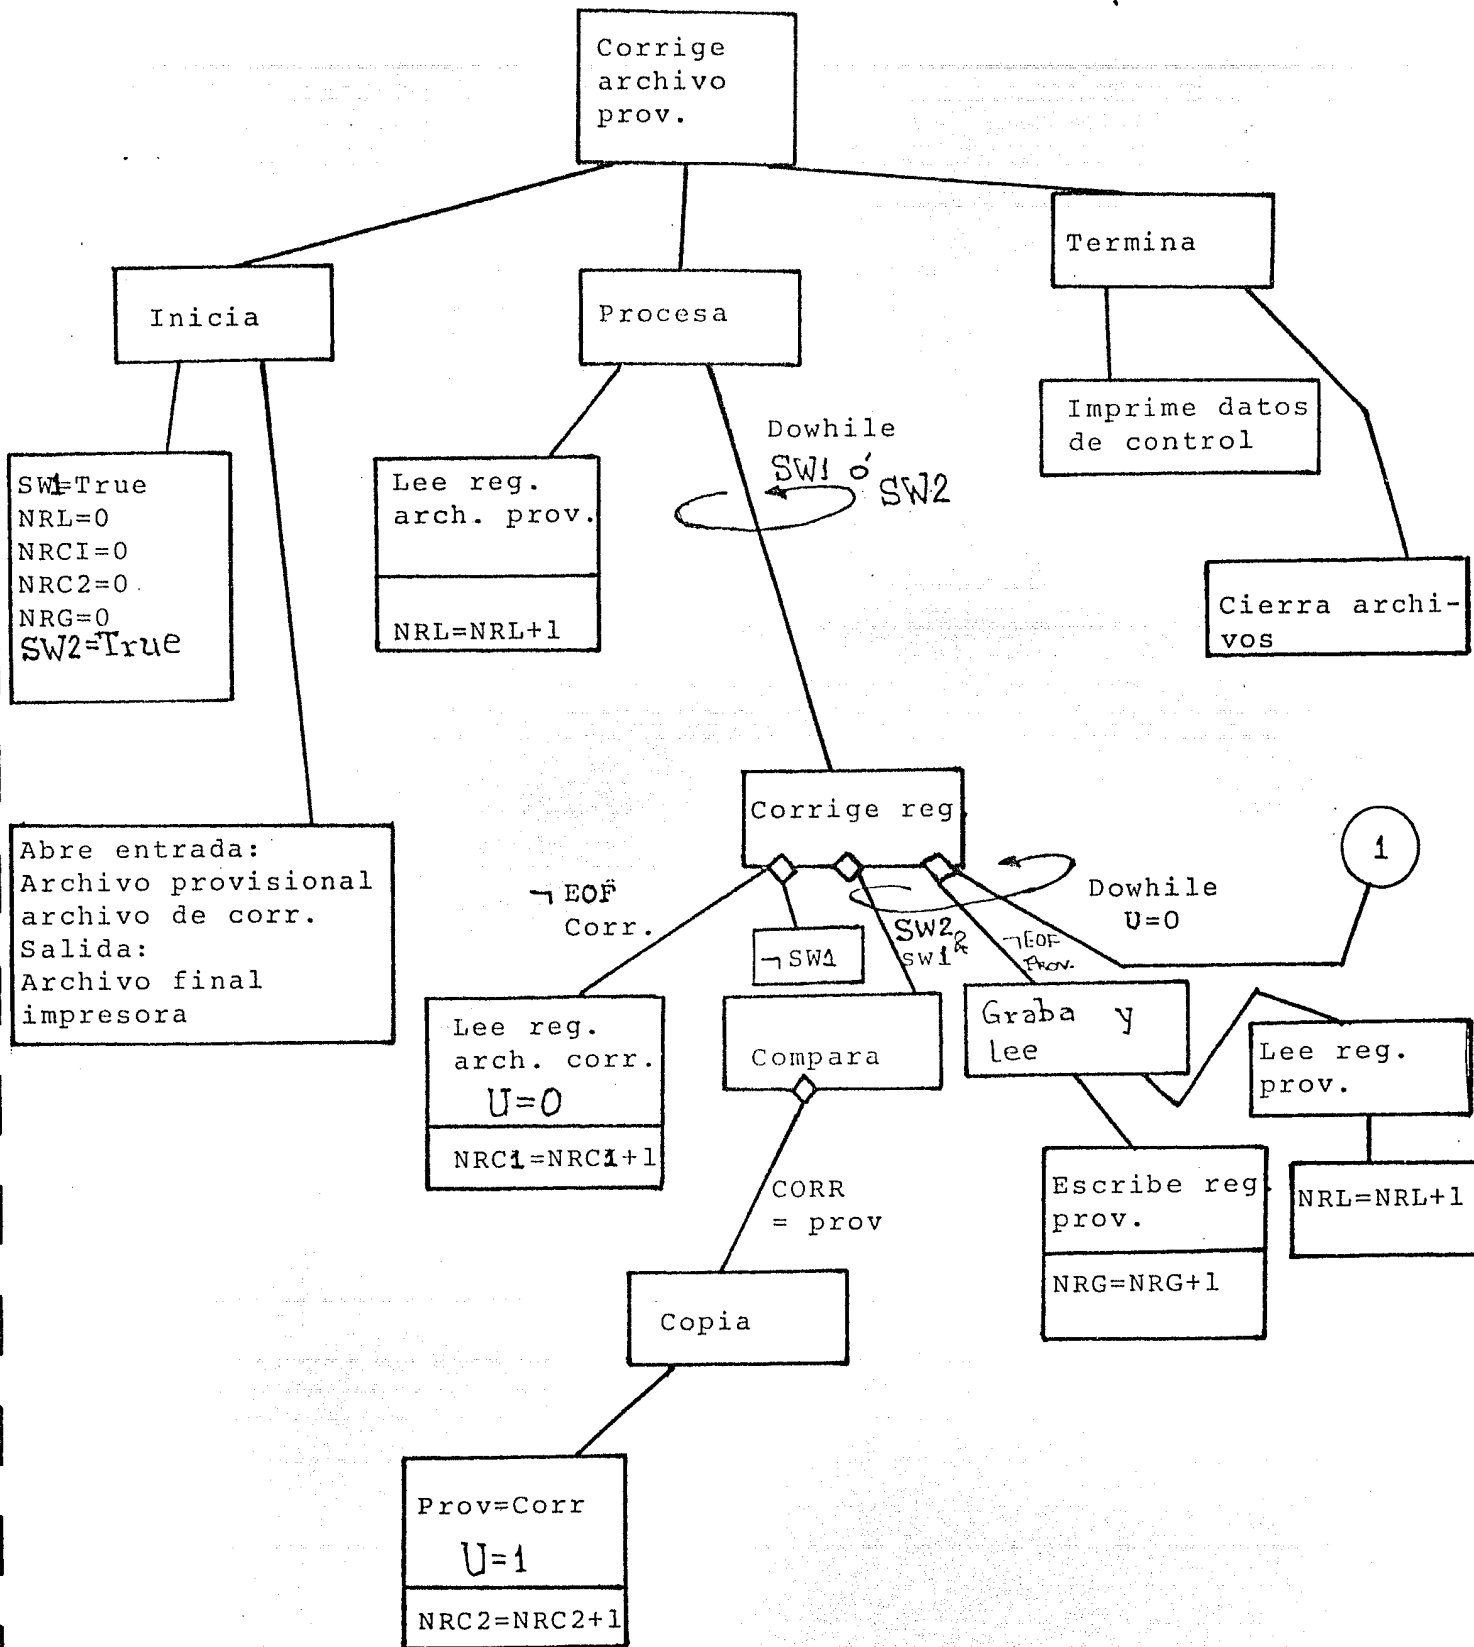 Corrige
archivo
prov.
Inicia
Procesa
Termina
SW1=True
NRL=0
NRCI=0
NRC2=0
NRG=0
SW2=True
Lee reg.
arch. prov.
NRL=NRL+1
Dowhile
SW1 ó
SW2
Imprime datos
de control
Cierra archi-
vos
Abre entrada:
Archivo provisional
archivo de corr.
Salida:
Archivo final
impresora
Corrige reg
1
Dowhile
U=0
¬ EOF
Corr.
¬ SW1
SW2 &
SW1
¬EOF
Prov.
Lee reg.
arch. corr.
U=0
NRC1=NRC1+1
Compara
Graba y
Lee
Lee reg.
prov.
NRL=NRL+1
Escribe reg.
prov.
NRG=NRG+1
CORR
= prov
Copia
Prov=Corr
U=1
NRC2=NRC2+1